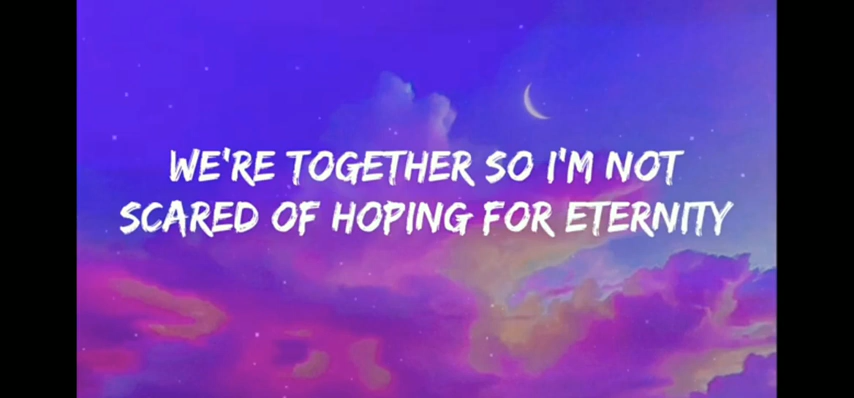 WE'RE TOGETHER SO I'M NOT
SCARED OF HOPING FOR ETERNITY